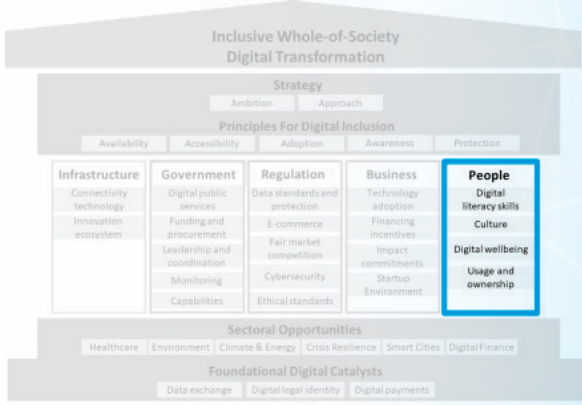 Inclusive Whole-of-Society
Digital Transformation
Strategy
Ambition
Approach
Principles For Digital Inclusion
Availability
Accessibility
Adoption
Awareness
Protection
Infrastructure
Connectivity
technology
Innovation
ecosystem
Government
Digital public
services
Funding and
procurement
Leadership and
coordination
Monitoring
Capabilities
Regulation
Data standards and
protection
E-commerce
Fair market
competition
Cybersecurity
Ethical standards
Business
Technology
adoption
Financing
incentives
Impact
commitments
Startup
Environment
People
Digital
literacy skills
Culture
Digital wellbeing
Usage and
ownership
Sectoral Opportunities
Healthcare
Environment
Climate & Energy
Crisis Resilience
Smart Cities
Digital Finance
Foundational Digital Catalysts
Data exchange
Digital legal identity
Digital payments